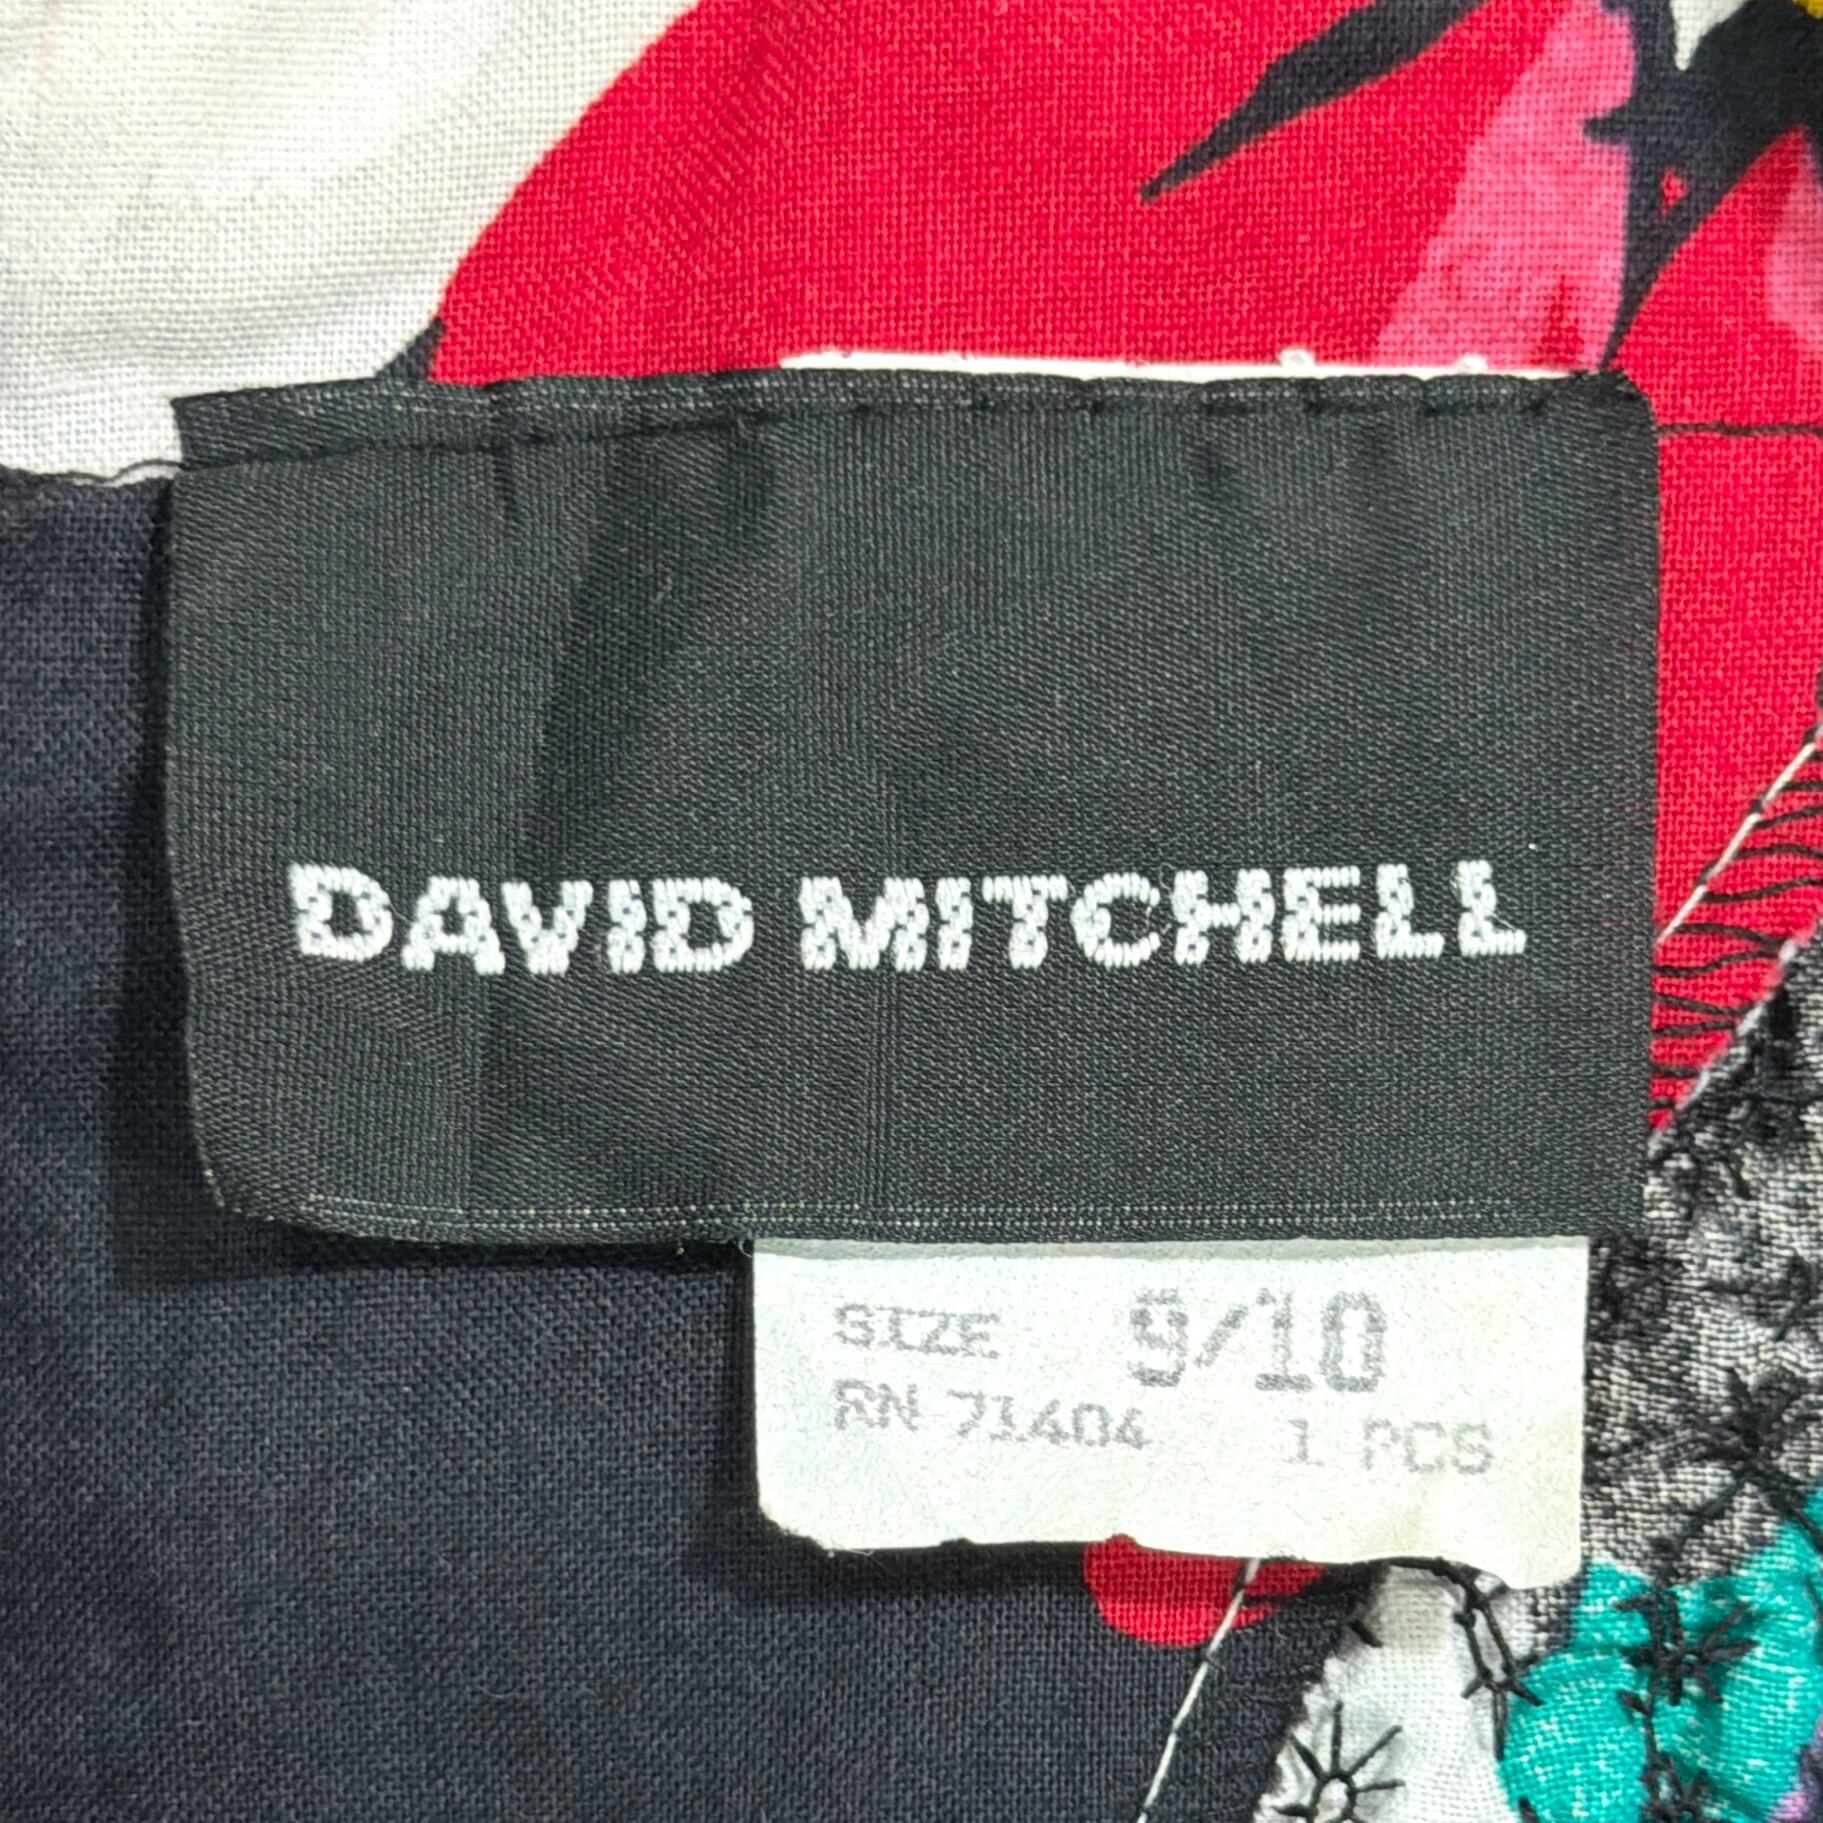 DAVID MITCHELL
SIZE 9/10
RN 71404 1 PCS